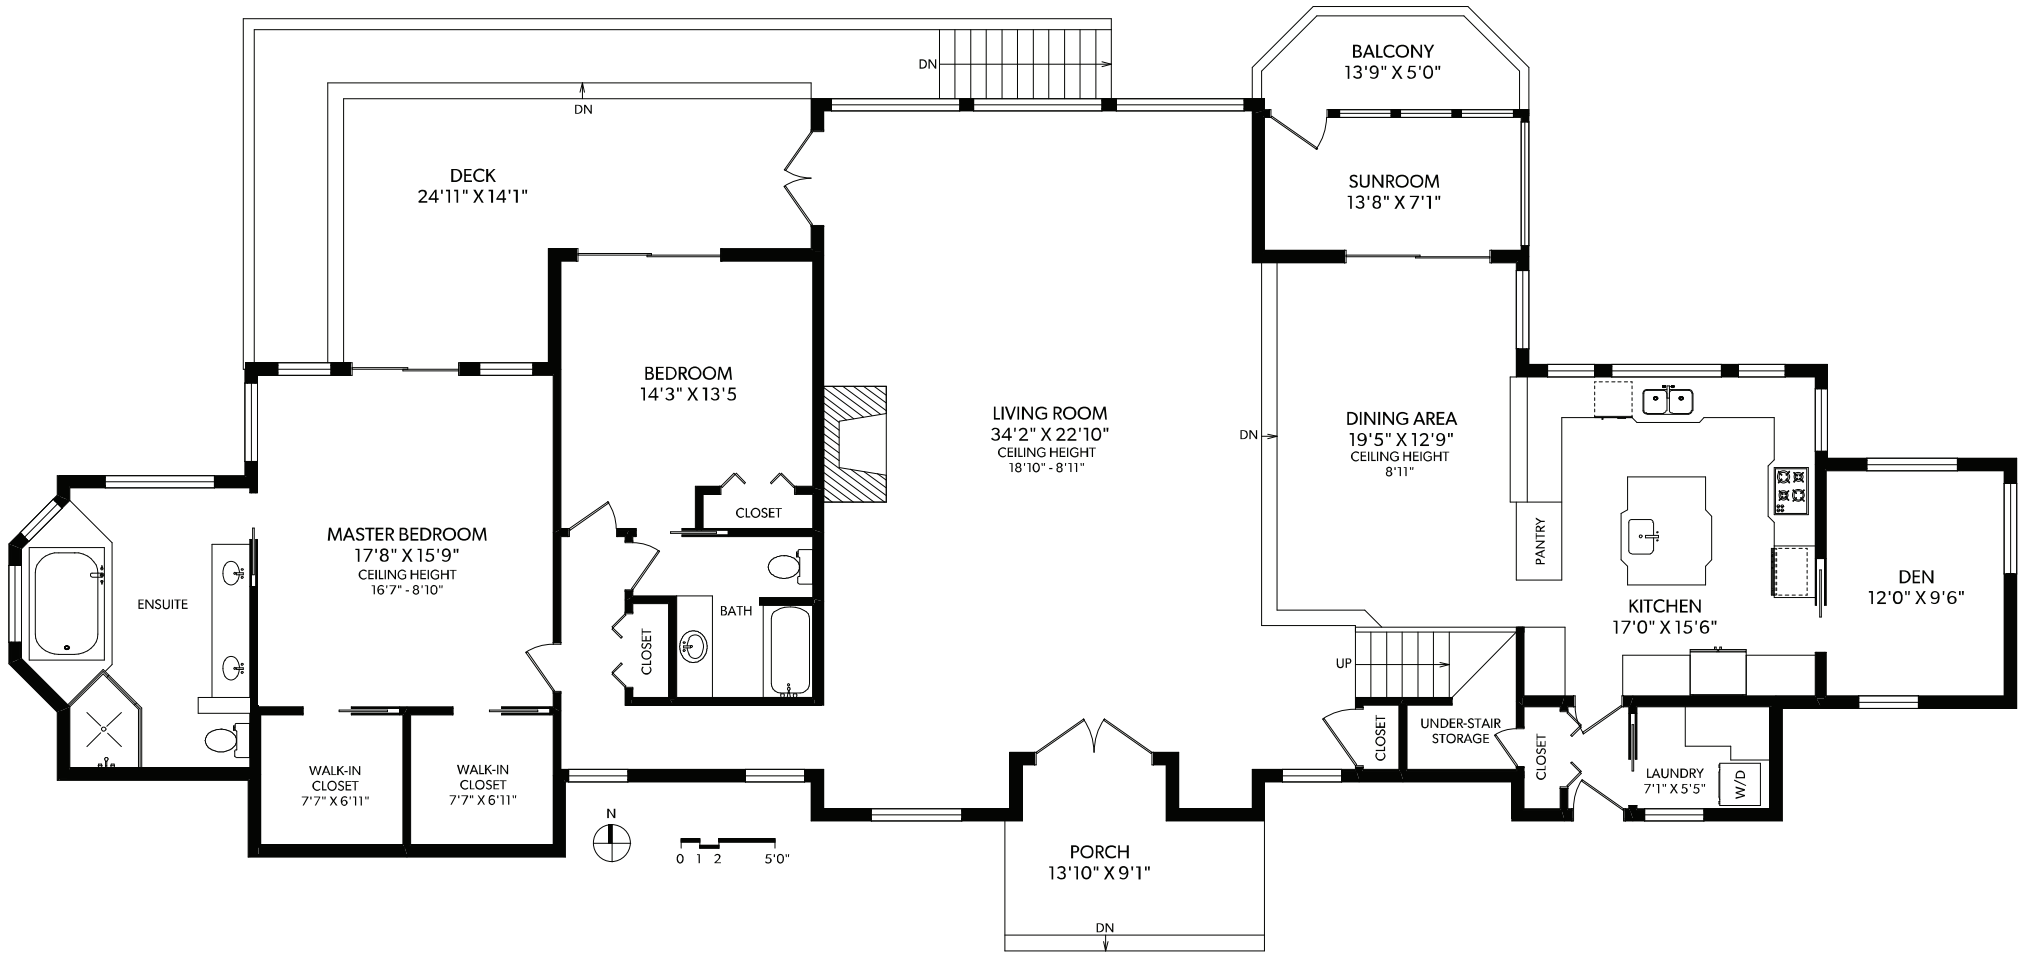 BALCONY
13'9" X 5'0"
DN
DN
DECK
24'11" X 14'1"
SUNROOM
13'8" X 7'1"
BEDROOM
14'3" X 13'5
LIVING ROOM
34'2" X 22'10"
CEILING HEIGHT
18'10" - 8'11"
DN
DINING AREA
19'5" X 12'9"
CEILING HEIGHT
8'11"
CLOSET
MASTER BEDROOM
17'8" X 15'9"
CEILING HEIGHT
16'7" - 8'10"
PANTRY
DEN
12'0" X 9'6"
ENSUITE
BATH
KITCHEN
17'0" X 15'6"
CLOSET
UP
CLOSET
UNDER-STAIR
STORAGE
CLOSET
LAUNDRY
7'1" X 5'5"
W/D
WALK-IN
CLOSET
7'7" X 6'11"
WALK-IN
CLOSET
7'7" X 6'11"
N
0 1 2 5'0"
PORCH
13'10" X 9'1"
DN